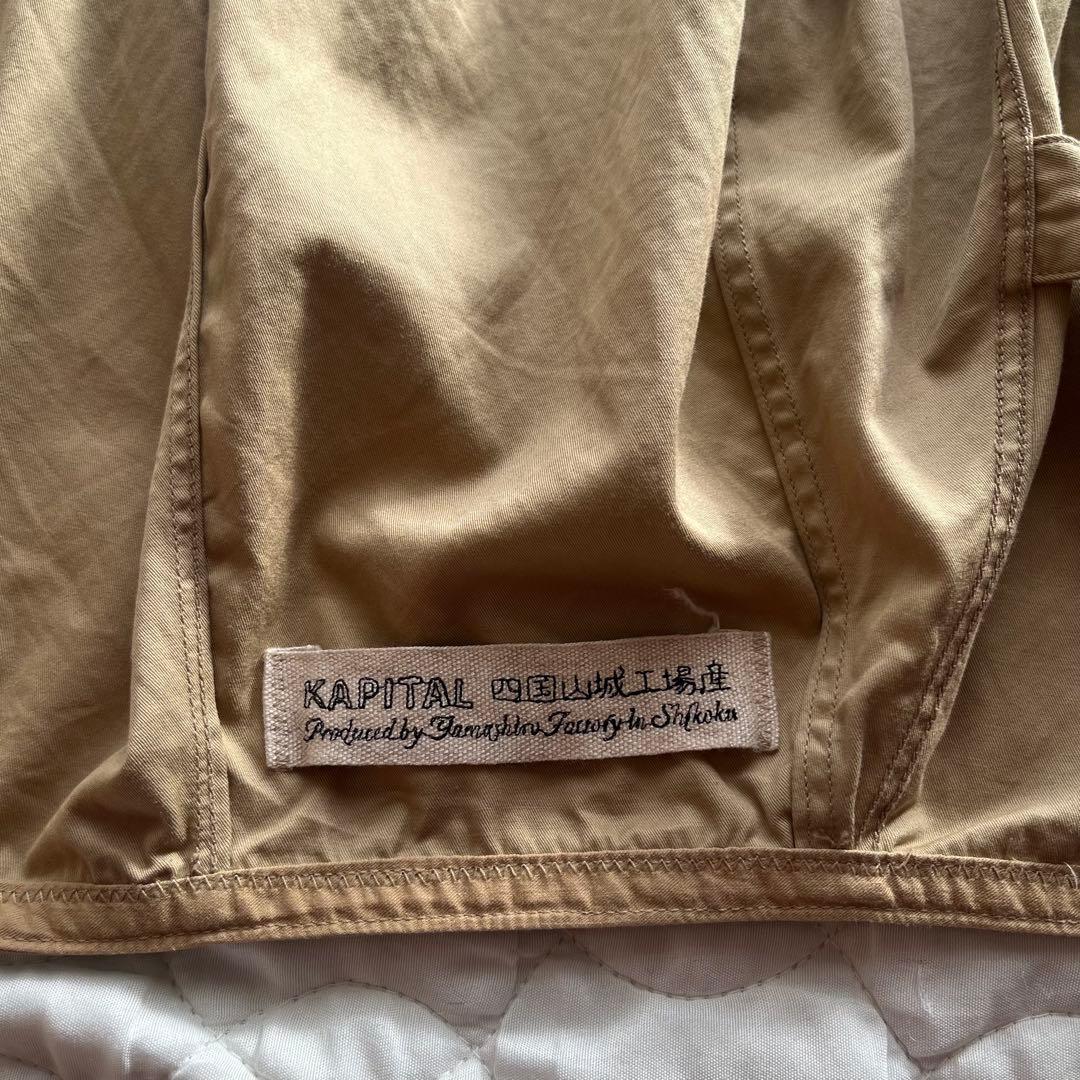 KAPITAL 四国山城工場産
Produced by Yamashiro Factory In Shikoku